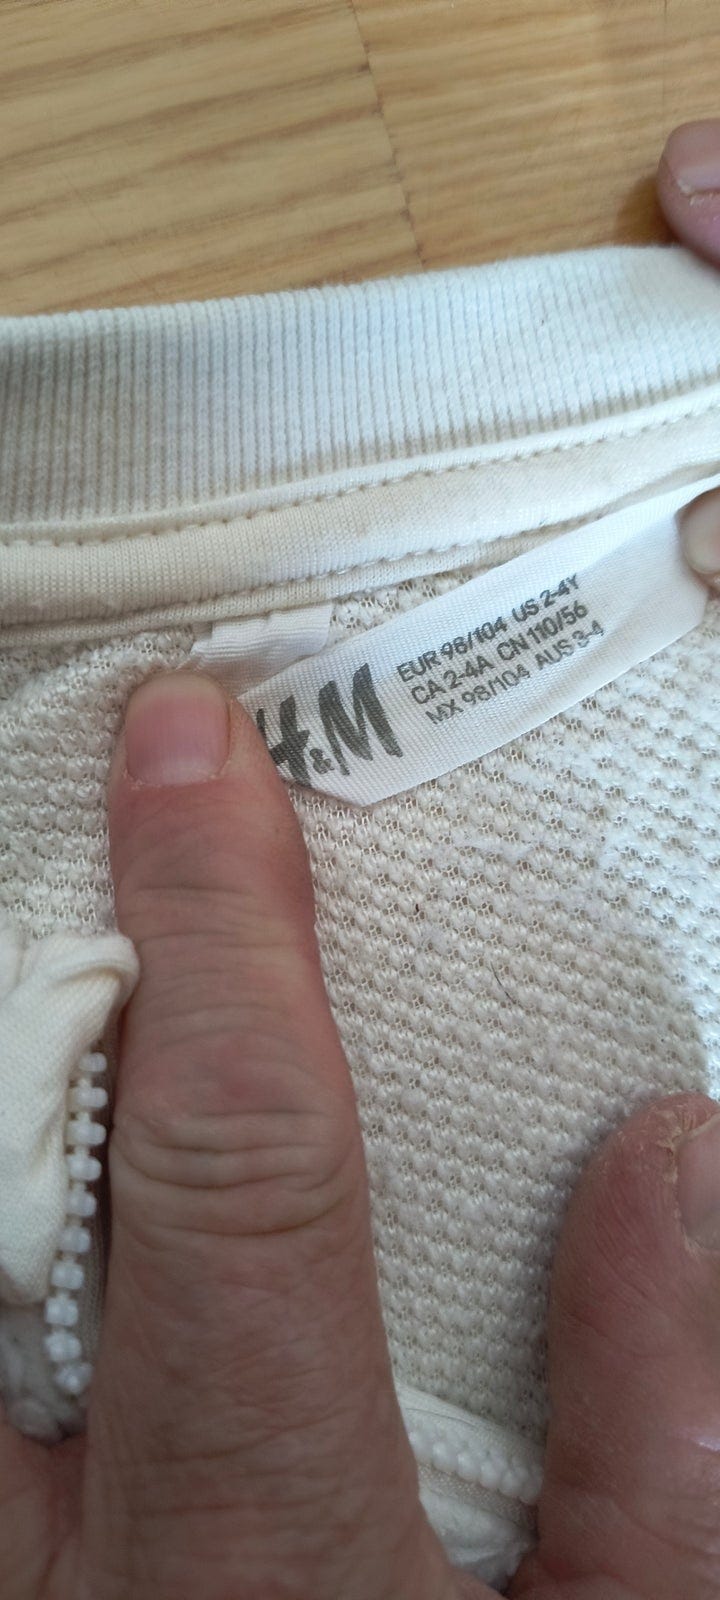 H&M
EUR 98/104 US 2-4Y
CA 2-4A CN 110/56
MX 98/104 AUS 3-4